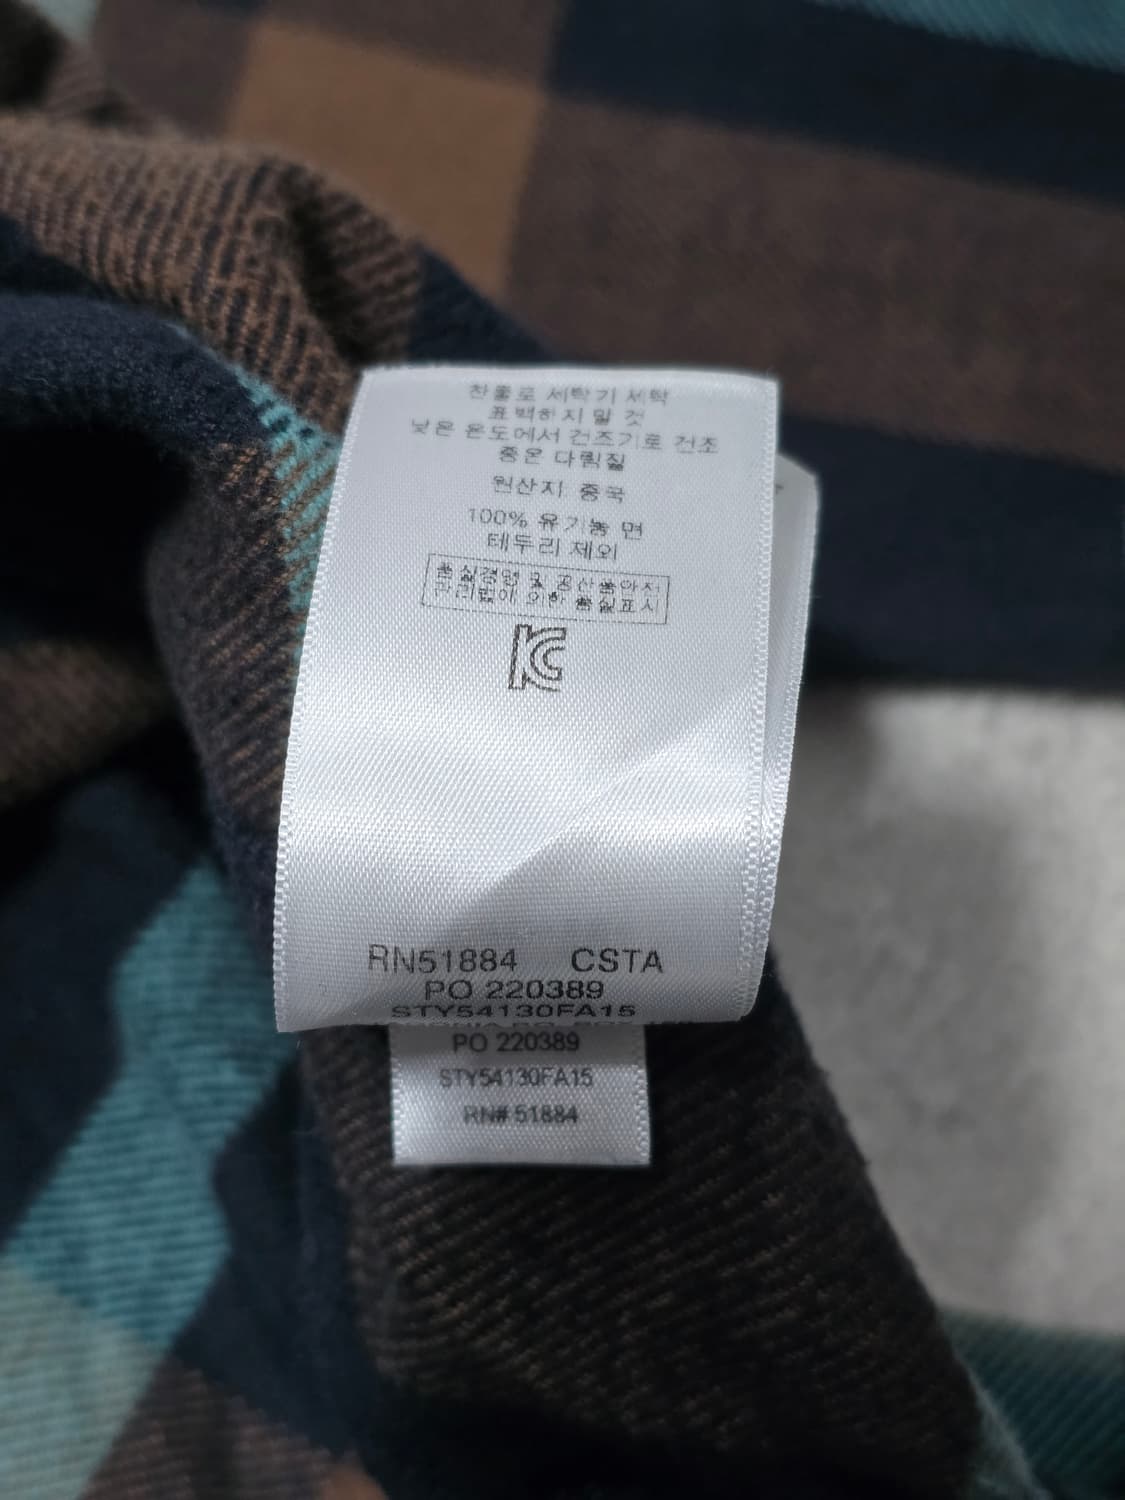 찬물로 세탁기 세탁
표백하지 말 것
낮은 온도에서 건조기로 건조
중온 다림질
원산지: 중국
100% 유기농 면
테두리 제외
품질경영 및 공산품안전
관리법에 의한 품질표시
KC
RN51884 CSTA
PO 220389
STY54130FA15
PO 220389
STY54130FA15
RN# 51884